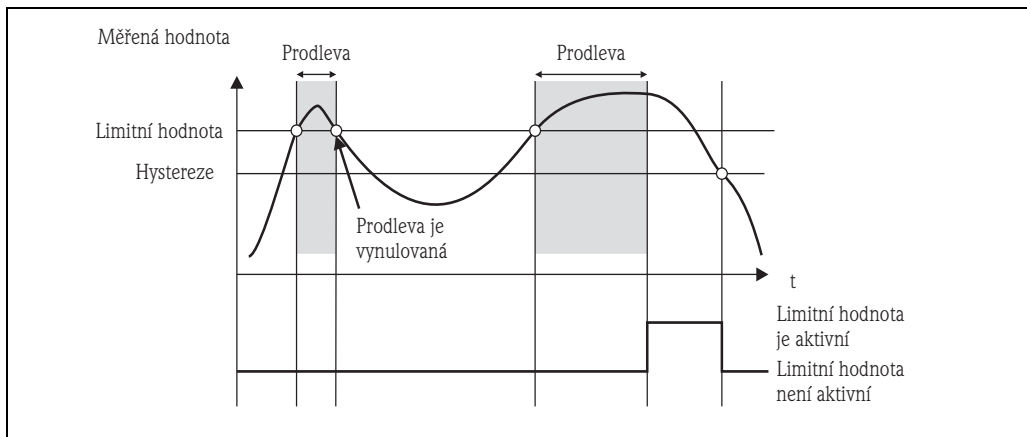 Měřená hodnota
Prodleva
Prodleva
Limitní hodnota
Hystereze
Prodleva je
vynulovaná
t
Limitní hodnota
je aktivní
Limitní hodnota
není aktivní